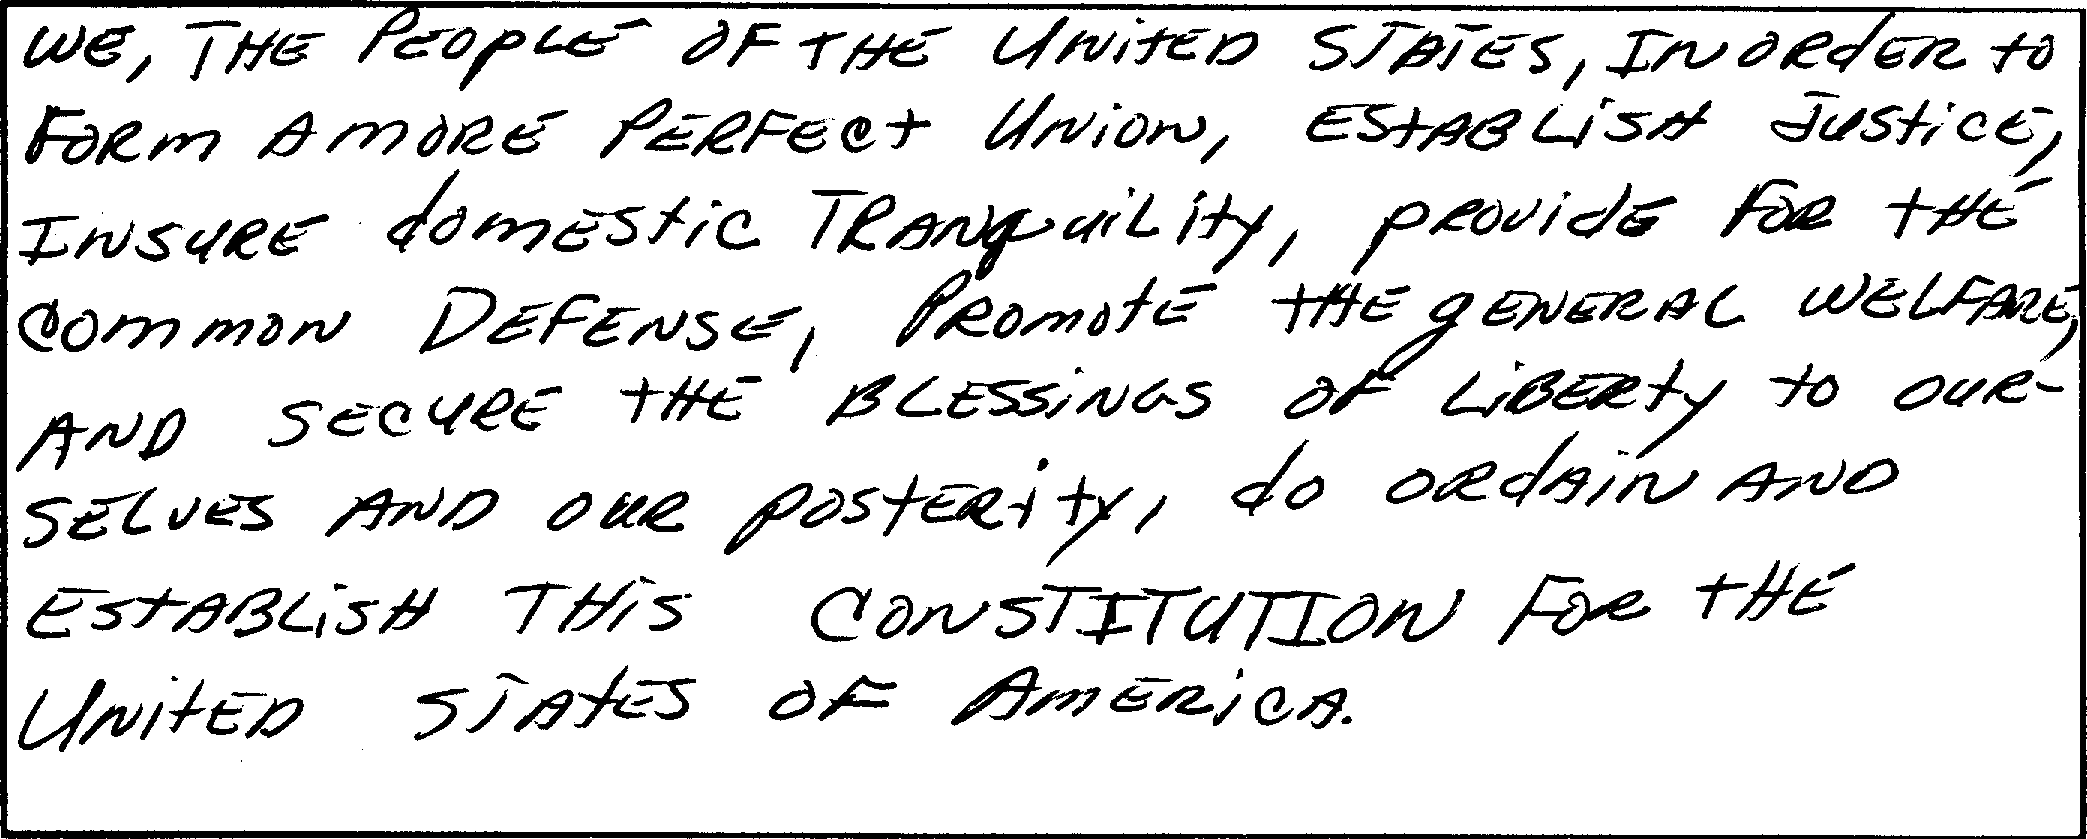 WE, THE PEOPLE OF THE UNITED STATES, IN ORDER TO
FORM A MORE PERFECT UNION, ESTABLISH JUSTICE,
INSURE DOMESTIC TRANQUILITY, PROVIDE FOR THE
COMMON DEFENSE, PROMOTE THE GENERAL WELFARE,
AND SECURE THE BLESSINGS OF LIBERTY TO OUR-
SELVES AND OUR POSTERITY, DO ORDAIN AND
ESTABLISH THIS CONSTITUTION FOR THE
UNITED STATES OF AMERICA.